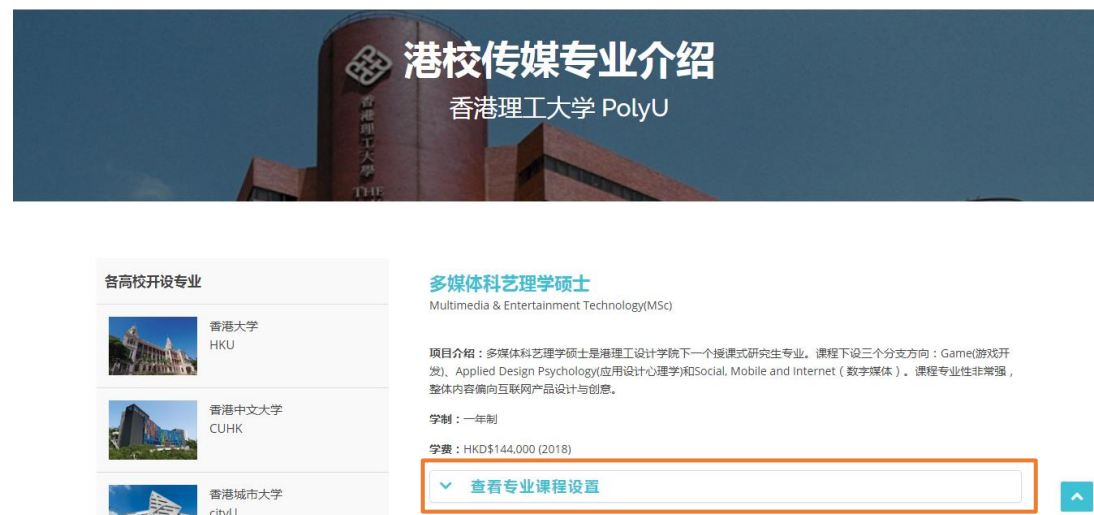 港校传媒专业介绍
香港理工大学 PolyU
香港理工大學
THE
各高校开设专业
香港大学
HKU
香港中文大学
CUHK
香港城市大学
cityU
多媒体科艺理学硕士
Multimedia & Entertainment Technology(MSc)
项目介绍：多媒体科艺理学硕士是港理工设计学院下一个授课式研究生专业。课程下设三个分支方向：Game(游戏开
发)、Applied Design Psychology(应用设计心理学)和Social, Mobile and Internet（数字媒体）。课程专业性非常强，
整体内容偏向互联网产品设计与创意。
学制：一年制
学费：HKD$144,000 (2018)
查看专业课程设置